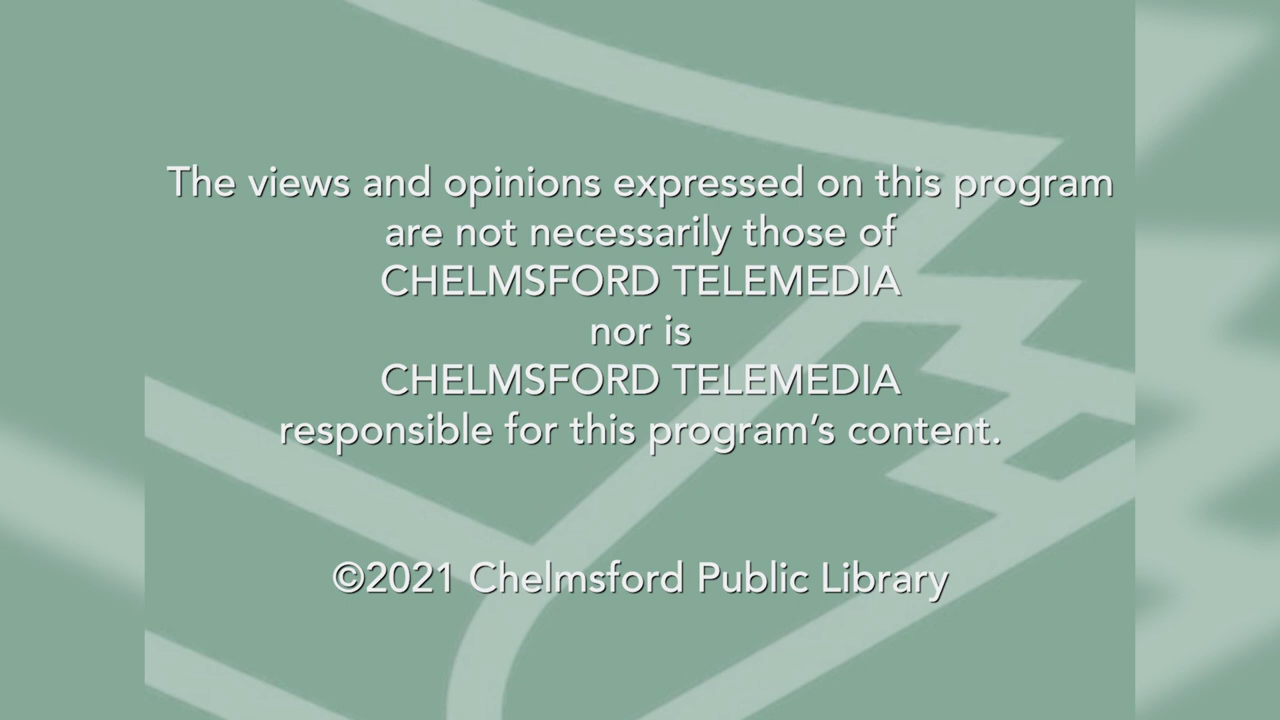 The views and opinions expressed on this program
are not necessarily those of
CHELMSFORD TELEMEDIA
nor is
CHELMSFORD TELEMEDIA
responsible for this program’s content.
©2021 Chelmsford Public Library